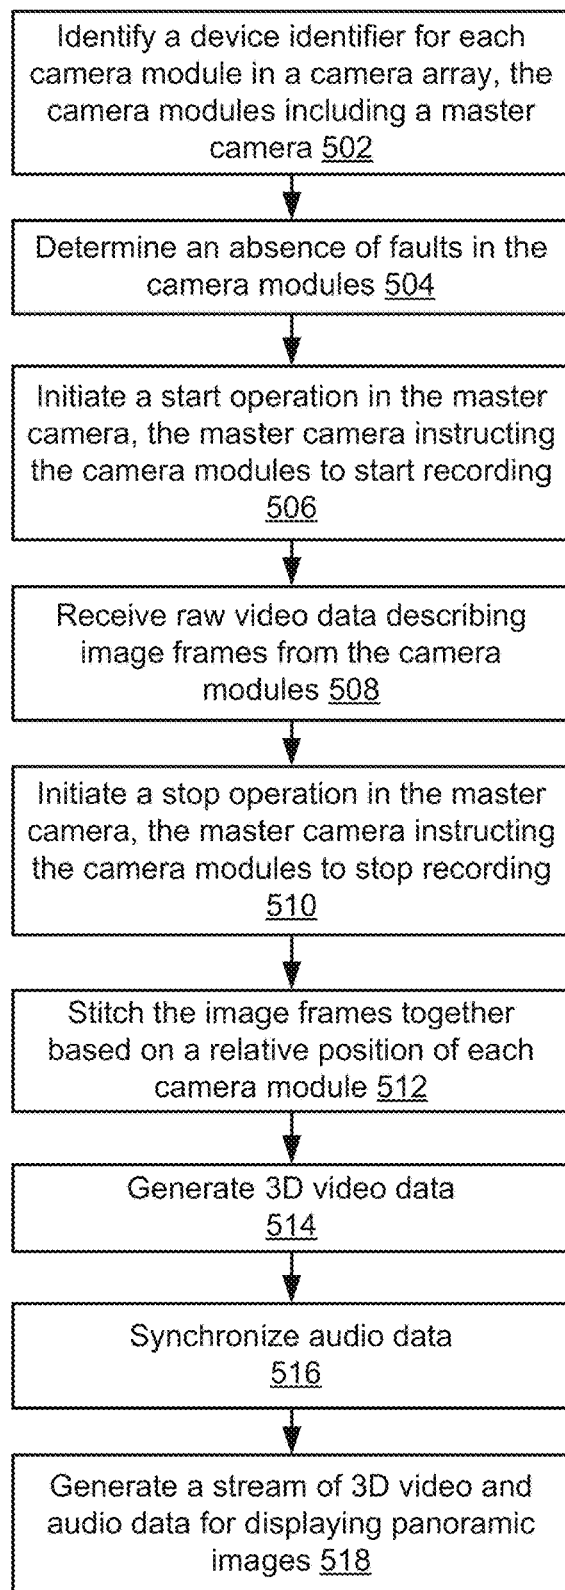 Identify a device identifier for each
camera module in a camera array, the
camera modules including a master
camera 502
Determine an absence of faults in the
camera modules 504
Initiate a start operation in the master
camera, the master camera instructing
the camera modules to start recording
506
Receive raw video data describing
image frames from the camera
modules 508
Initiate a stop operation in the master
camera, the master camera instructing
the camera modules to stop recording
510
Stitch the image frames together
based on a relative position of each
camera module 512
Generate 3D video data
514
Synchronize audio data
516
Generate a stream of 3D video and
audio data for displaying panoramic
images 518